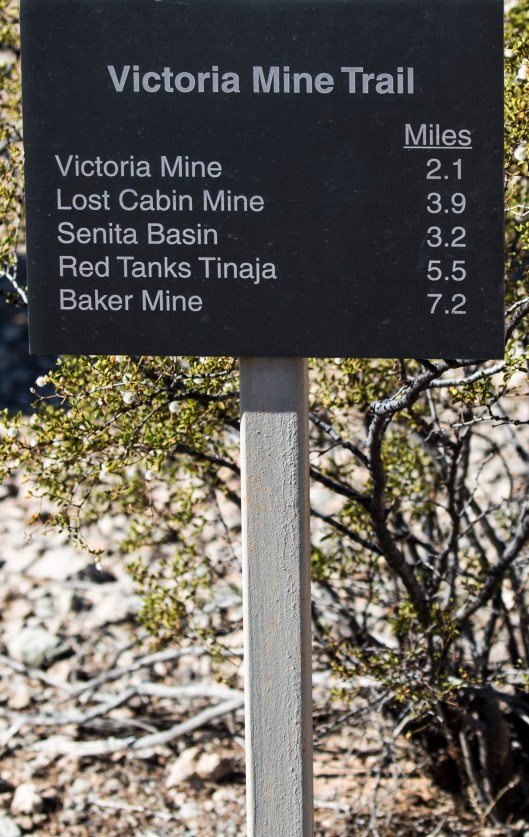 Victoria Mine Trail
Miles
Victoria Mine 2.1
Lost Cabin Mine 3.9
Senita Basin 3.2
Red Tanks Tinaja 5.5
Baker Mine 7.2